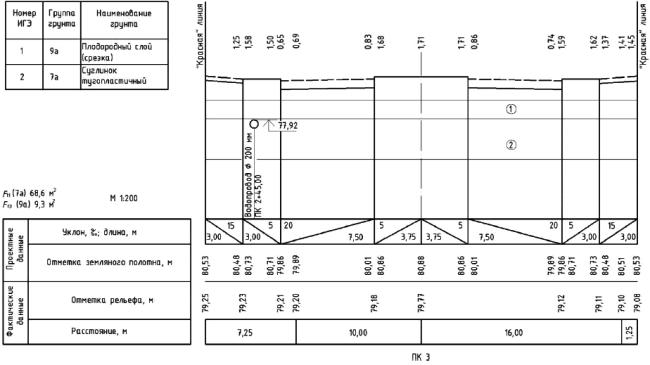 Номер ИГЭ
Группа грунта
Наименование грунта
1 9а Плодородный слой (срезка)
2 7а Суглинок тугопластичный
"Красная" линия
1,25 1,58 1,50 0,65 0,69 0,83 1,68 1,71 1,71 0,86 0,74 1,59 1,62 1,37 1,41 1,45
"Красная" линия
1
77,92
2
Водопровод ø 200 мм
ПК 2+45,00
Fн (7а) 68,6 м²
(9а) 9,3 м²
М 1:200
Проектные данные
Уклон, ‰; длина, м
15 5 20 5 5 20 5 15
3,00 3,00 7,50 3,75 3,75 7,50 3,00 3,00
Отметка земляного полотна, м
80,53 80,48 80,73 80,71 79,86 79,89 80,01 80,86 80,88 80,86 80,01 79,89 79,86 80,71 80,73 80,48 80,51 80,53
Фактические данные
Отметка рельефа, м
79,25 79,23 79,21 79,20 79,18 79,77 79,12 79,11 79,10 79,08
Расстояние, м
7,25 10,00 16,00 1,25
ПК 3